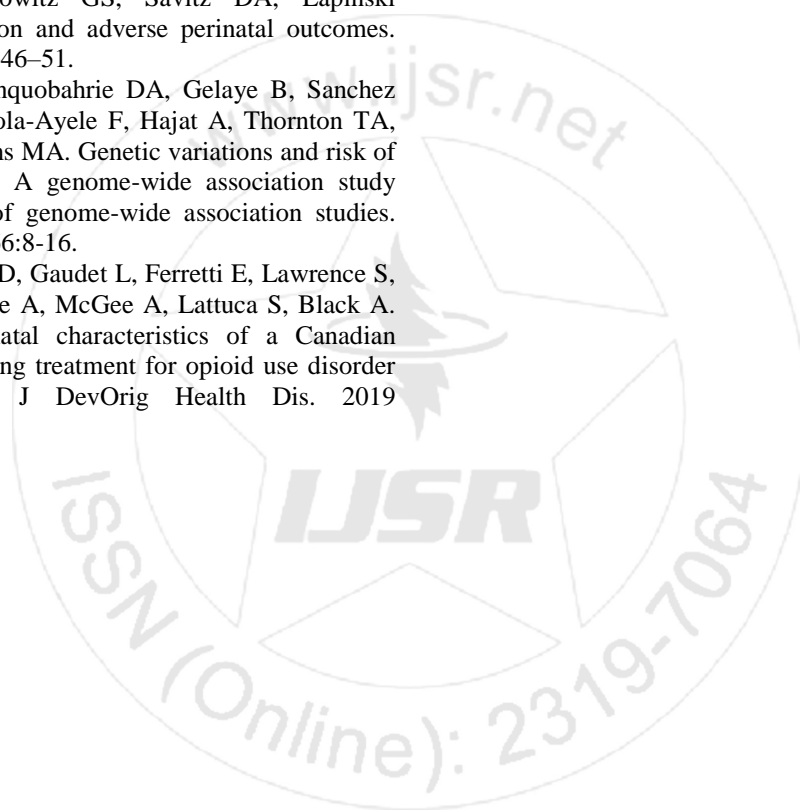 owitz GS, Savitz DA, Lapinski
on and adverse perinatal outcomes.
46–51.
nquobahrie DA, Gelaye B, Sanchez
ola-Ayele F, Hajat A, Thornton TA,
ns MA. Genetic variations and risk of
A genome-wide association study
of genome-wide association studies.
6:8-16.
D, Gaudet L, Ferretti E, Lawrence S,
e A, McGee A, Lattuca S, Black A.
natal characteristics of a Canadian
ng treatment for opioid use disorder
J DevOrig Health Dis. 2019
www.ijsr.net
IJSR
ISSN (Online): 2319-7064